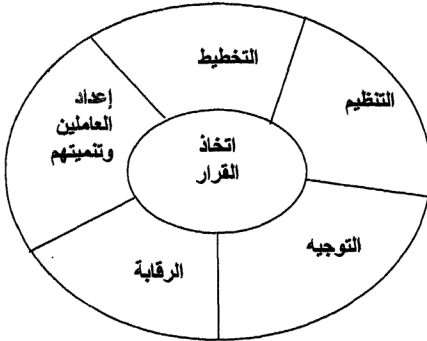 التخطيط
التنظيم
إعداد
العاملين
وتنميتهم
اتخاذ
القرار
التوجيه
الرقابة